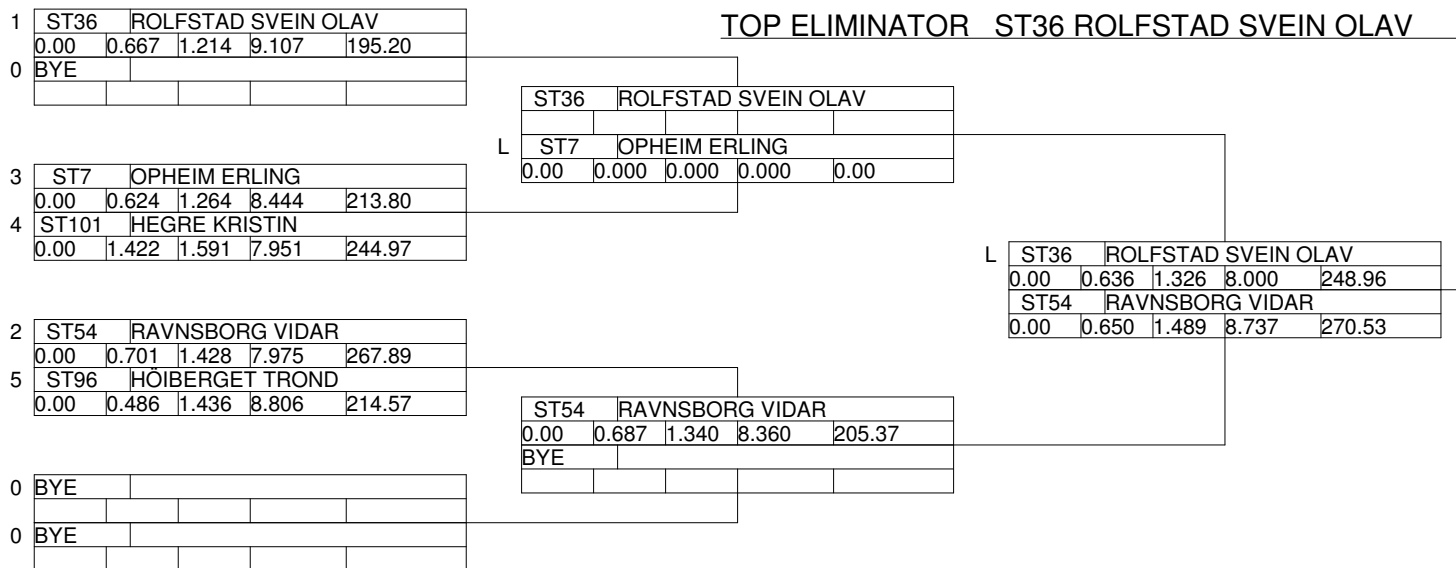 TOP ELIMINATOR ST36 ROLFSTAD SVEIN OLAV
1 ST36 ROLFSTAD SVEIN OLAV
0.00 0.667 1.214 9.107 195.20
0 BYE
3 ST7 OPHEIM ERLING
0.00 0.624 1.264 8.444 213.80
4 ST101 HEGRE KRISTIN
0.00 1.422 1.591 7.951 244.97
2 ST54 RAVNSBORG VIDAR
0.00 0.701 1.428 7.975 267.89
5 ST96 HÖIBERGET TROND
0.00 0.486 1.436 8.806 214.57
0 BYE
0 BYE
ST36 ROLFSTAD SVEIN OLAV
L ST7 OPHEIM ERLING
0.00 0.000 0.000 0.000 0.00
ST54 RAVNSBORG VIDAR
0.00 0.687 1.340 8.360 205.37
BYE
L ST36 ROLFSTAD SVEIN OLAV
0.00 0.636 1.326 8.000 248.96
ST54 RAVNSBORG VIDAR
0.00 0.650 1.489 8.737 270.53